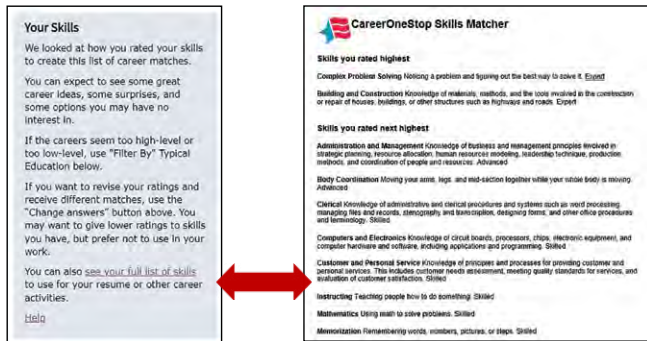 Your Skills
We looked at how you rated your skills
to create this list of career matches.
You can expect to see some great
career ideas, some surprises, and
some options you may have no
interest in.
If the careers seem too high-level or
too low-level, use "Filter By" Typical
Education below.
If you want to revise your ratings and
receive different matches, use the
"Change answers" button above. You
may want to give lower ratings to skills
you have, but prefer not to use in your
work.
You can also see your full list of skills
to use for your resume or other career
activities.
Help
CareerOneStop Skills Matcher
Skills you rated highest
Complex Problem Solving Noticing a problem and figuring out the best way to solve it. Expert
Building and Construction Knowledge of materials, methods, and the tools involved in the construction
or repair of houses, buildings, or other structures such as highways and roads. Expert
Skills you rated next highest
Administration and Management Knowledge of business and management principles involved in
strategic planning, resource allocation, human resources modeling, leadership technique, production
methods, and coordination of people and resources. Advanced
Body Coordination Moving your arms, legs, and mid-section together while your whole body is moving.
Advanced
Clerical Knowledge of administrative and clerical procedures and systems such as word processing,
managing files and records, stenography and transcription, designing forms, and other office procedures
and terminology. Skilled
Computers and Electronics Knowledge of circuit boards, processors, chips, electronic equipment, and
computer hardware and software, including applications and programming. Skilled
Customer and Personal Service Knowledge of principles and processes for providing customer and
personal services. This includes customer needs assessment, meeting quality standards for services, and
evaluation of customer satisfaction. Skilled
Instructing Teaching people how to do something. Skilled
Mathematics Using math to solve problems. Skilled
Memorization Remembering words, numbers, pictures, or steps. Skilled